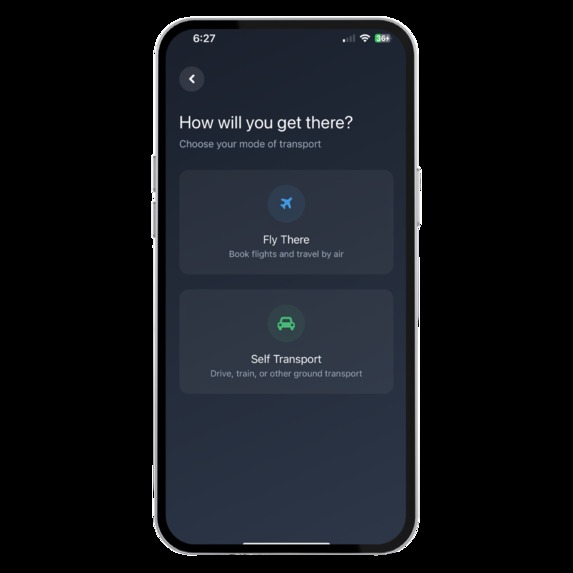 6:27
36+
How will you get there?
Choose your mode of transport
Fly There
Book flights and travel by air
Self Transport
Drive, train, or other ground transport